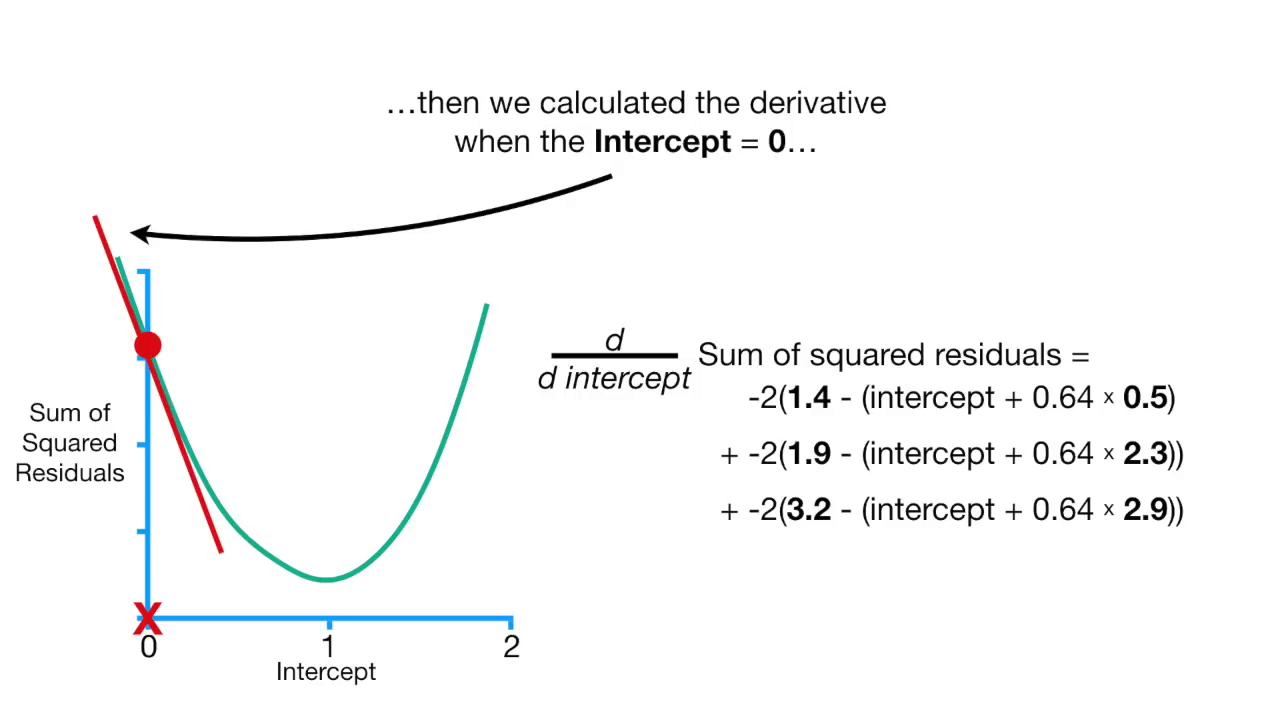 …then we calculated the derivative
when the Intercept = 0…
d
d intercept
Sum of squared residuals =
-2(1.4 - (intercept + 0.64 × 0.5)
+ -2(1.9 - (intercept + 0.64 × 2.3))
+ -2(3.2 - (intercept + 0.64 × 2.9))
Sum of
Squared
Residuals
X
0
1
2
Intercept